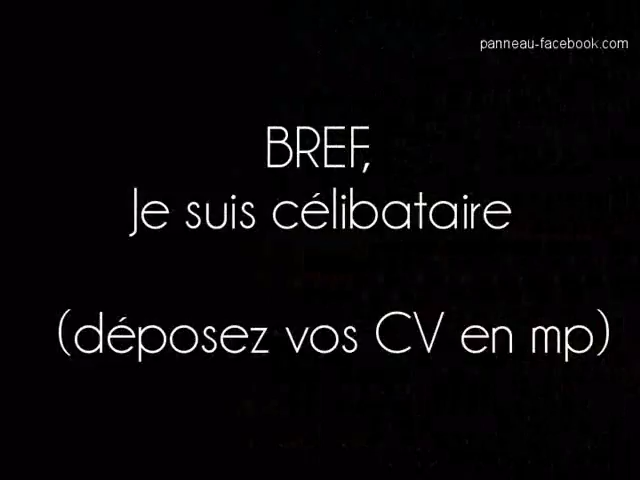 panneau-facebook.com
BREF,
Je suis célibataire
(déposez vos CV en mp)